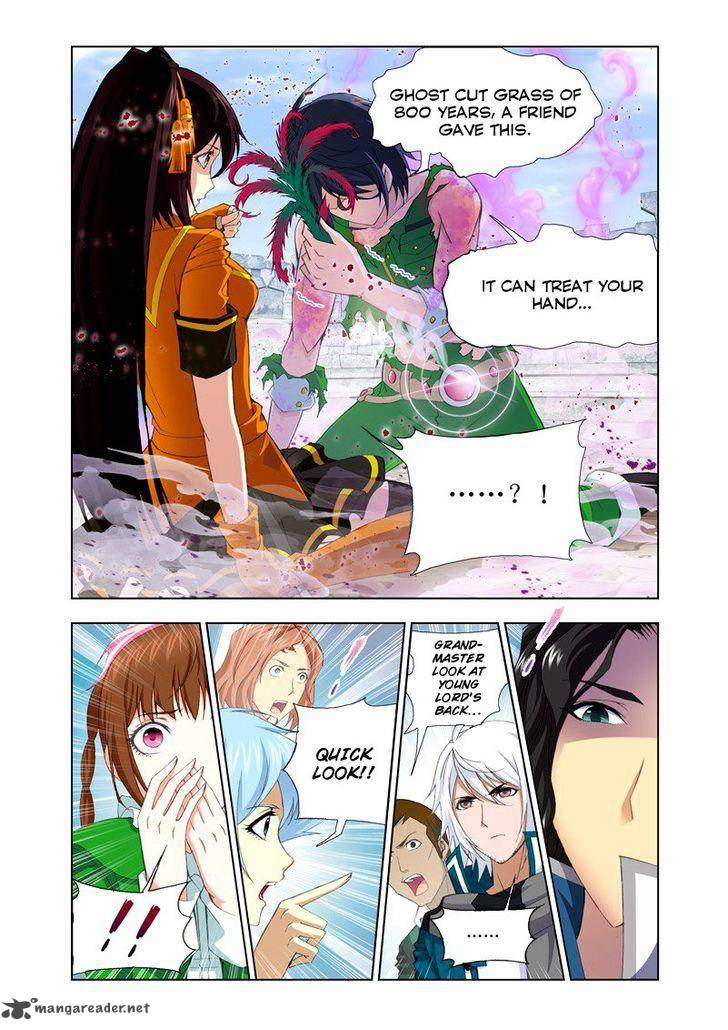 GHOST CUT GRASS OF
800 YEARS, A FRIEND
GAVE THIS.
IT CAN TREAT YOUR
HAND...
……？！
!!
QUICK
LOOK!!
GRAND-
MASTER
LOOK AT
YOUNG
LORD'S
BACK...
……
!
mangareader.net